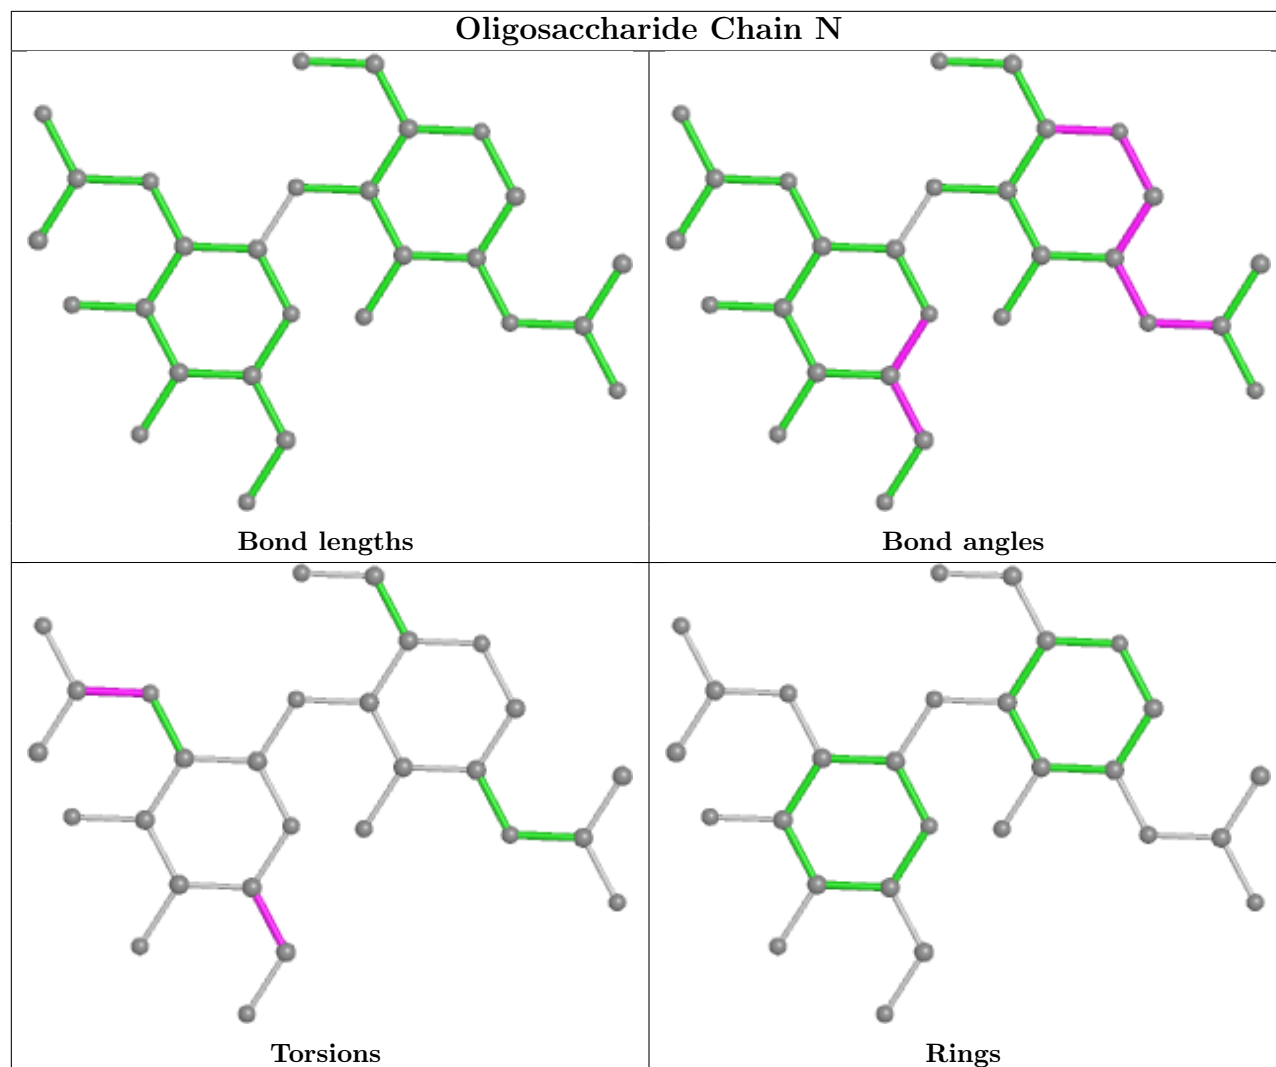 Oligosaccharide Chain N
Bond lengths
Bond angles
Torsions
Rings